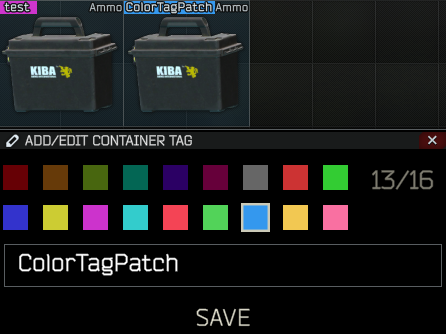 test Ammo ColorTagPatch Ammo
KIBA KIBA
ADD/EDIT CONTAINER TAG
13/16
ColorTagPatch
SAVE